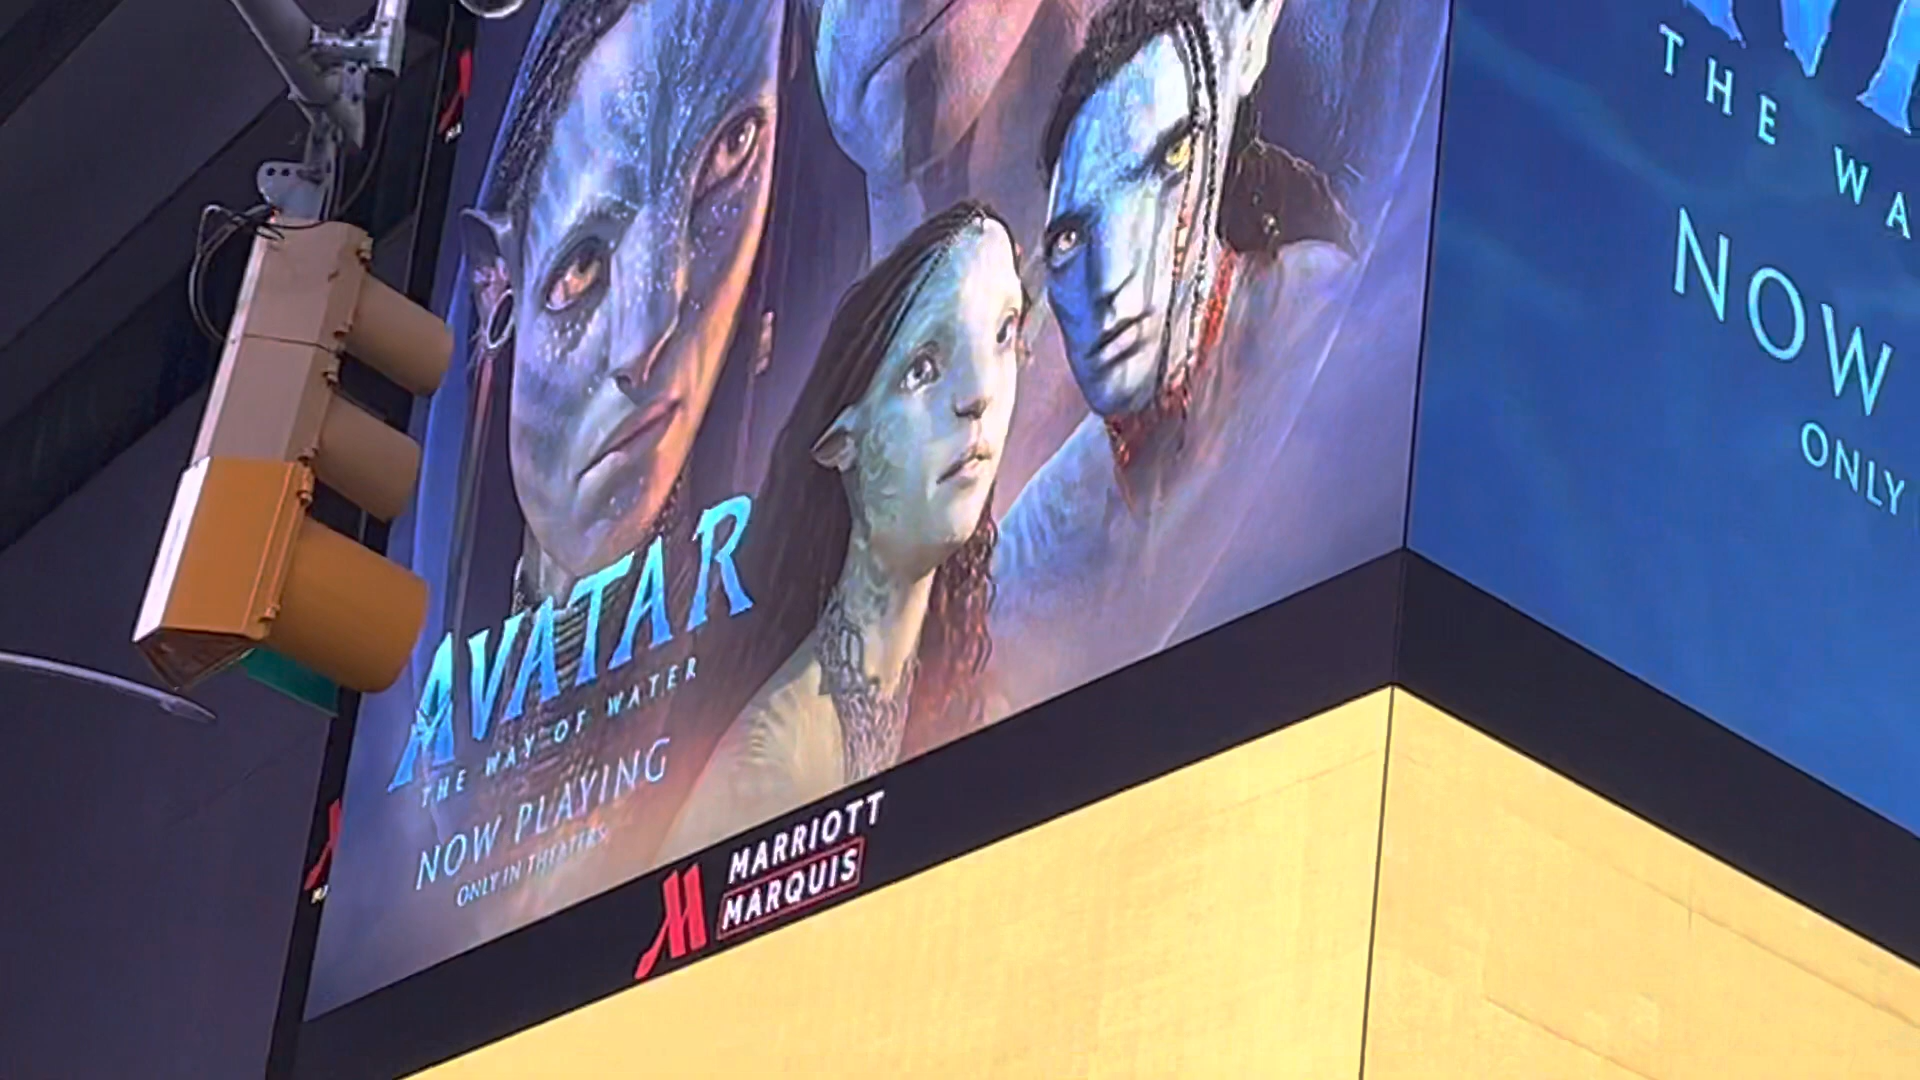 AVATAR
THE WAY OF WATER
NOW PLAYING
ONLY IN THEATERS
MARRIOTT
MARQUIS
THE WA
NOW
ONLY